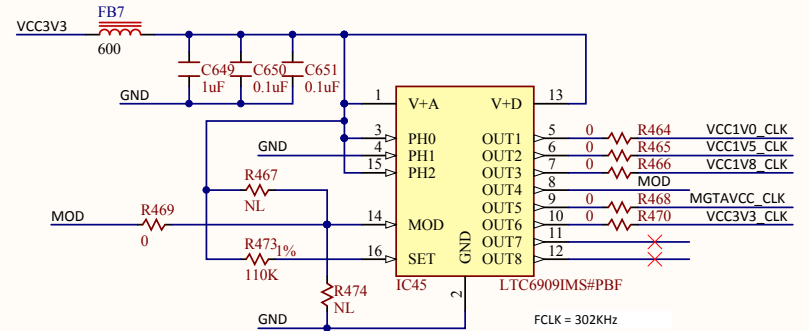 FB7
VCC3V3
600
C649
C650
C651
1uF
0.1uF
0.1uF
GND
1
V+A
V+D
13
3
PH0
OUT1
5
0
R464
VCC1V0_CLK
GND
4
PH1
OUT2
6
0
R465
VCC1V5_CLK
15
PH2
OUT3
7
0
R466
VCC1V8_CLK
R467
OUT4
8
MOD
NL
OUT5
9
0
R468
MGTAVCC_CLK
MOD
R469
0
14
MOD
OUT6
10
0
R470
VCC3V3_CLK
OUT7
11
R473
1%
110K
16
SET
GND
OUT8
12
R474
NL
2
IC45
LTC6909IMS#PBF
GND
FCLK = 302KHz